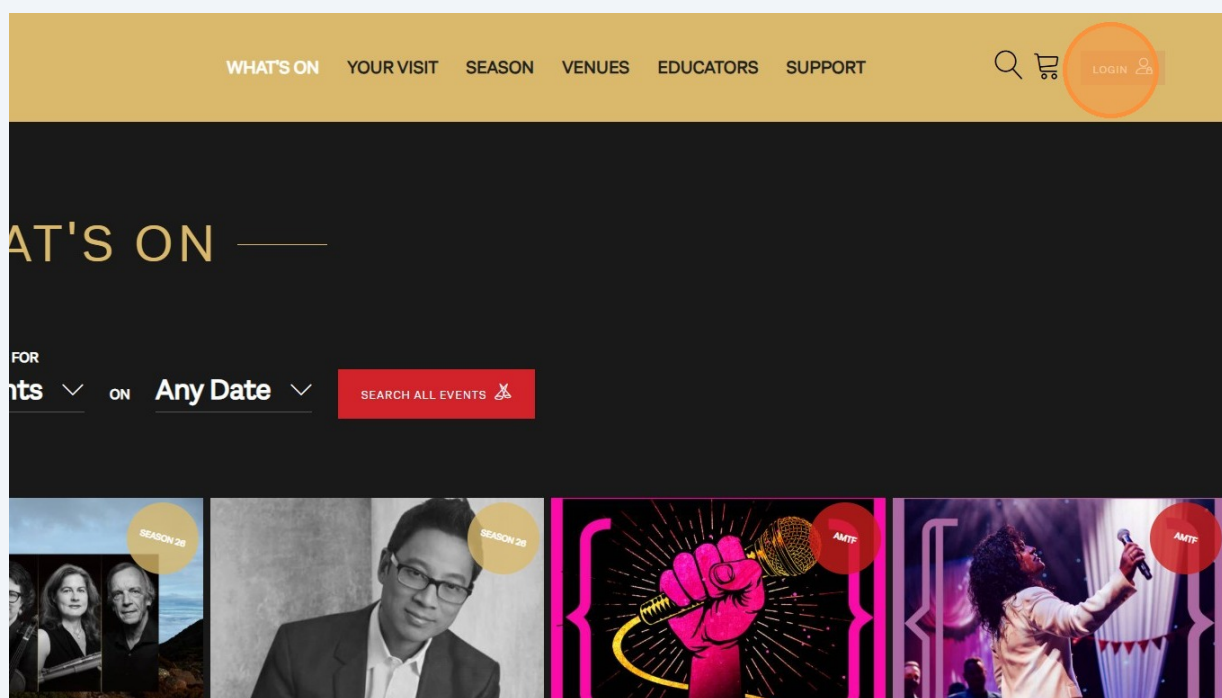 WHAT'S ON YOUR VISIT SEASON VENUES EDUCATORS SUPPORT LOGIN
AT'S ON
FOR
nts ON Any Date SEARCH ALL EVENTS
SEASON 26 SEASON 26 AMTF AMTF